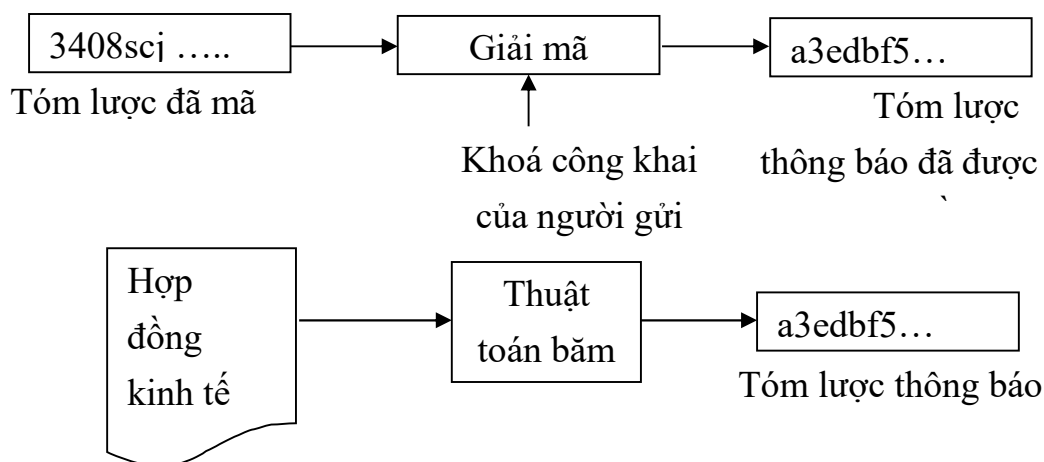 3408scj …..
Giải mã
a3edbf5…
Tóm lược đã mã
Khoá công khai
của người gửi
Tóm lược
thông báo đã được
Hợp
đồng
kinh tế
Thuật
toán băm
a3edbf5…
Tóm lược thông báo